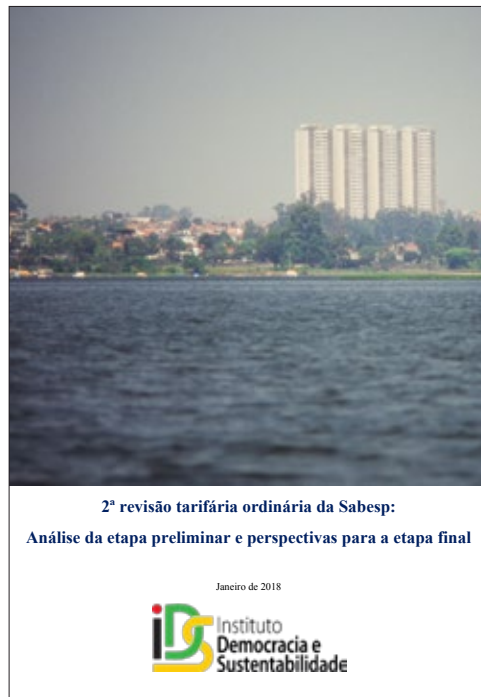 2ª revisão tarifária ordinária da Sabesp:
Análise da etapa preliminar e perspectivas para a etapa final
Janeiro de 2018
iDS
Instituto
Democracia e
Sustentabilidade